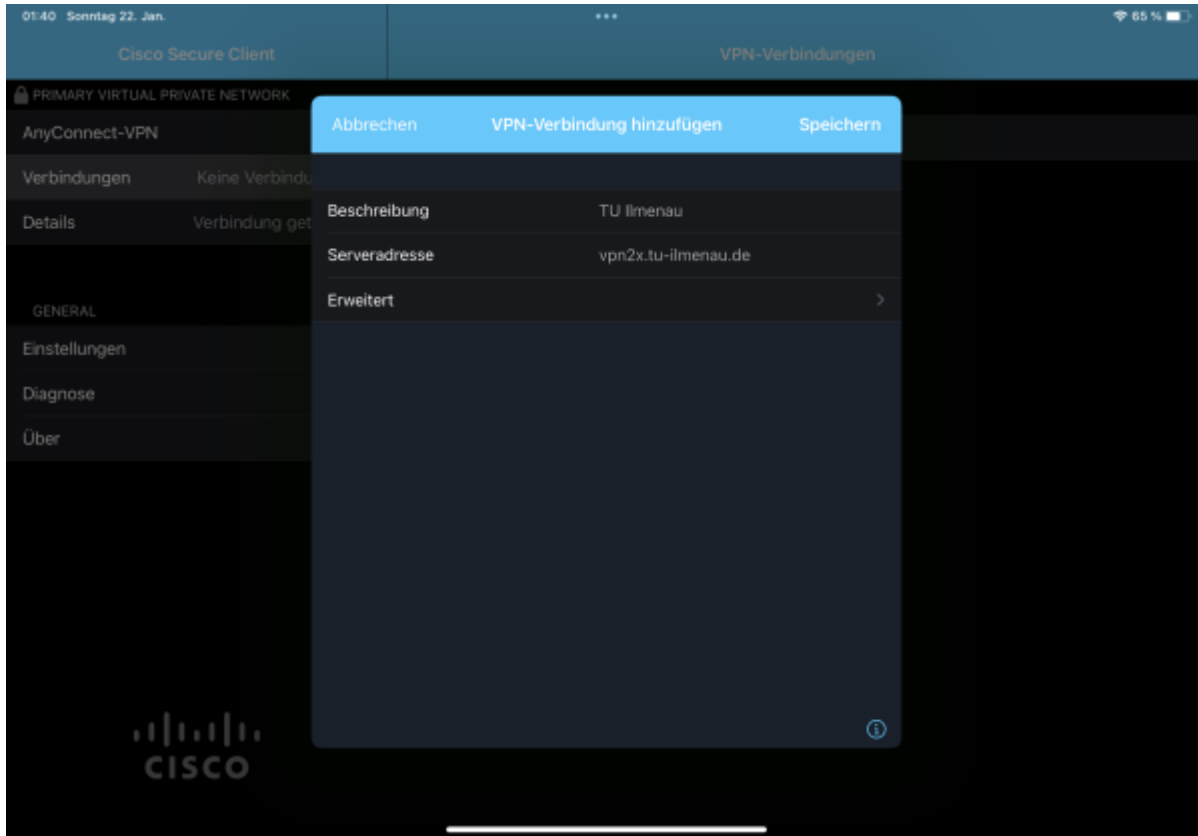 01:40 Sonntag 22. Jan.
65 %
Cisco Secure Client
VPN-Verbindungen
PRIMARY VIRTUAL PRIVATE NETWORK
AnyConnect-VPN
Verbindungen Keine Verbindu
Details Verbindung get
GENERAL
Einstellungen
Diagnose
Über
Abbrechen VPN-Verbindung hinzufügen Speichern
Beschreibung TU Ilmenau
Serveradresse vpn2x.tu-ilmenau.de
Erweitert
CISCO